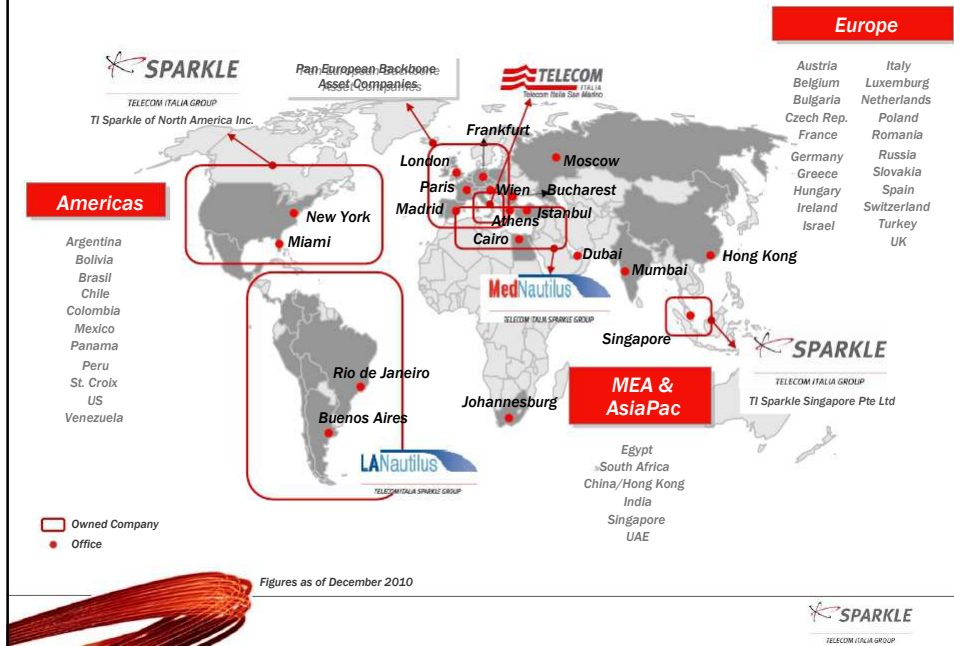 Europe
SPARKLE
TELECOM ITALIA GROUP
TI Sparkle of North America Inc.
Pan European Backbone
Asset Companies
TELECOM
ITALIA
Telecom Italia San Marino
Austria
Belgium
Bulgaria
Czech Rep.
France
Germany
Greece
Hungary
Ireland
Israel
Italy
Luxemburg
Netherlands
Poland
Romania
Russia
Slovakia
Spain
Switzerland
Turkey
UK
Americas
Argentina
Bolivia
Brasil
Chile
Colombia
Mexico
Panama
Peru
St. Croix
US
Venezuela
New York
Miami
London
Frankfurt
Moscow
Paris
Wien
Bucharest
Madrid
Athens
Istanbul
Cairo
Dubai
Mumbai
Hong Kong
MedNautilus
TELECOM ITALIA SPARKLE GROUP
Singapore
SPARKLE
TELECOM ITALIA GROUP
TI Sparkle Singapore Pte Ltd
Rio de Janeiro
Buenos Aires
Johannesburg
LANautilus
TELECOM ITALIA SPARKLE GROUP
MEA &
AsiaPac
Egypt
South Africa
China/Hong Kong
India
Singapore
UAE
Owned Company
Office
Figures as of December 2010
SPARKLE
TELECOM ITALIA GROUP